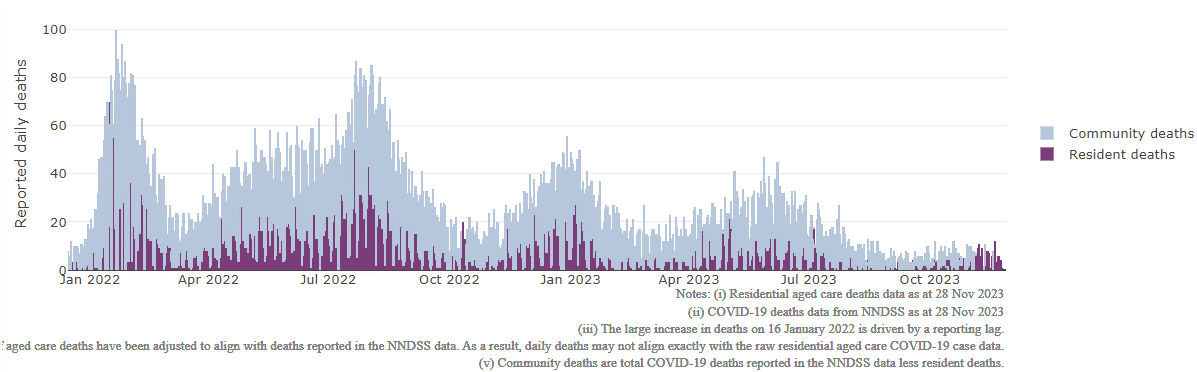 100
80
60
40
20
0
Reported daily deaths
Jan 2022
Apr 2022
Jul 2022
Oct 2022
Jan 2023
Apr 2023
Jul 2023
Oct 2023
Community deaths
Resident deaths
Notes: (i) Residential aged care deaths data as at 28 Nov 2023
(ii) COVID-19 deaths data from NNDSS as at 28 Nov 2023
(iii) The large increase in deaths on 16 January 2022 is driven by a reporting lag.
aged care deaths have been adjusted to align with deaths reported in the NNDSS data. As a result, daily deaths may not align exactly with the raw residential aged care COVID-19 case data.
(v) Community deaths are total COVID-19 deaths reported in the NNDSS data less resident deaths.